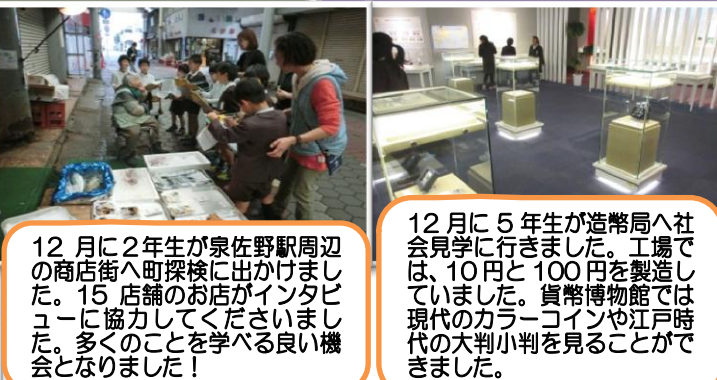 12 月に2年生が泉佐野駅周辺
の商店街へ町探検に出かけまし
た。15 店舗のお店がインタビ
ューに協力してくださいまし
た。多くのことを学べる良い機
会となりました！
12 月に 5 年生が造幣局へ社
会見学に行きました。工場で
は、10 円と 100 円を製造し
ていました。貨幣博物館では
現代のカラーコインや江戸時
代の大判小判を見ることがで
きました。